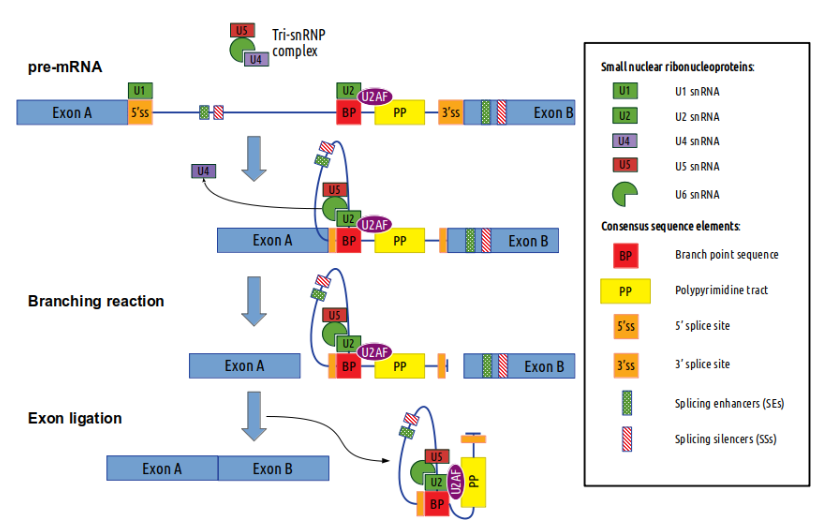 U5
Tri-snRNP
complex
U4
pre-mRNA
U1
U2
U2AF
Exon A
5'ss
BP
PP
3'ss
Exon B
U4
U5
U2
U2AF
Exon A
BP
PP
Exon B
Branching reaction
U5
U2
U2AF
Exon A
BP
PP
Exon B
Exon ligation
U5
U2
U2AF
PP
BP
Exon A
Exon B
Small nuclear ribonucleoproteins:
U1 U1 snRNA
U2 U2 snRNA
U4 U4 snRNA
U5 U5 snRNA
U6 snRNA
Consensus sequence elements:
BP Branch point sequence
PP Polypyrimidine tract
5'ss 5' splice site
3'ss 3' splice site
Splicing enhancers (SEs)
Splicing silencers (SSs)